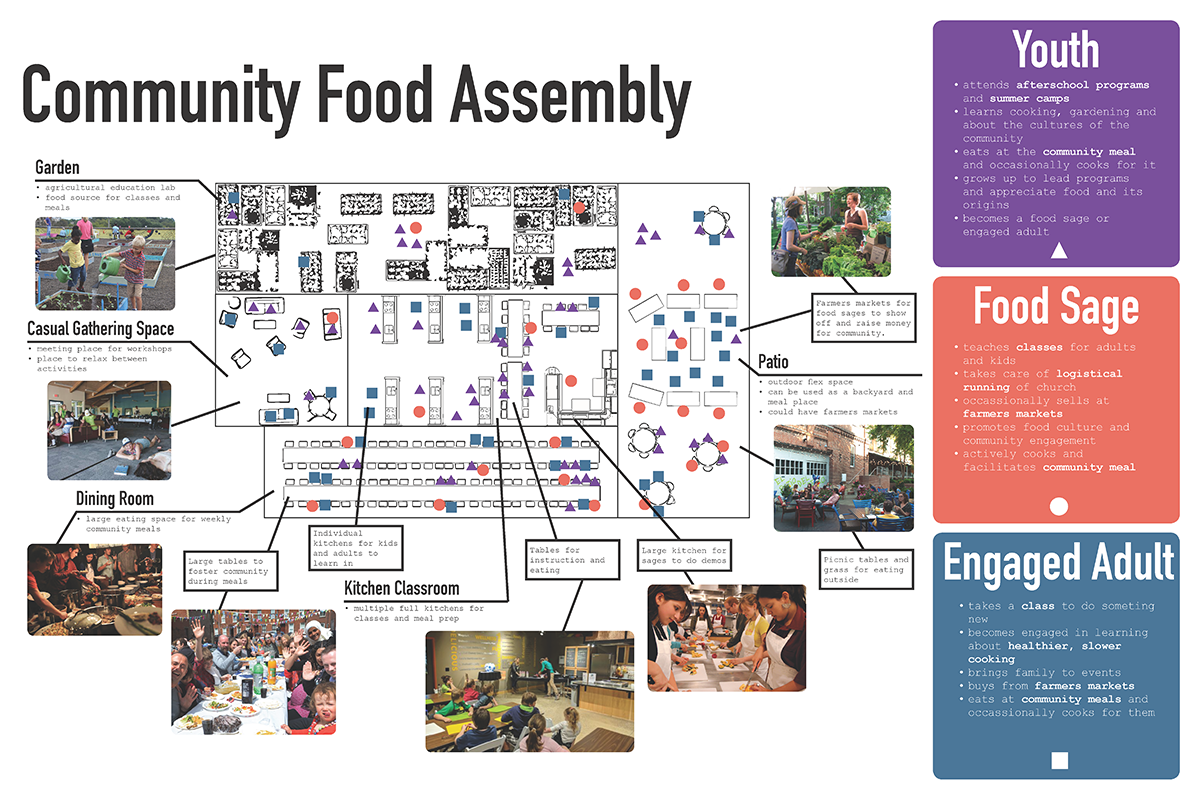 Community Food Assembly
Garden
• agricultural education lab
• food source for classes and
meals
Casual Gathering Space
• meeting place for workshops
• place to relax between
activities
Dining Room
• large eating space for weekly
community meals
Large tables to
foster community
during meals
Individual
kitchens for kids
and adults to
learn in
Kitchen Classroom
• multiple full kitchens for
classes and meal prep
Tables for
instruction and
eating
Large kitchen for
sages to do demos
Farmers markets for
food sages to show
off and raise money
for community.
Patio
• outdoor flex space
• can be used as a backyard and
meal place
• could have farmers markets
Picnic tables and
grass for eating
outside
Youth
• attends afterschool programs
and summer camps
• learns cooking, gardening and
about the cultures of the
community
• eats at the community meal
and occasionally cooks for it
• grows up to lead programs
and appreciate food and its
origins
• becomes a food sage or
engaged adult
Food Sage
• teaches classes for adults
and kids
• takes care of logistical
running of church
• occassionally sells at
farmers markets
• promotes food culture and
community engagement
• actively cooks and
facilitates community meal
Engaged Adult
• takes a class to do someting
new
• becomes engaged in learning
about healthier, slower
cooking
• brings family to events
• buys from farmers markets
• eats at community meals and
occassionally cooks for them